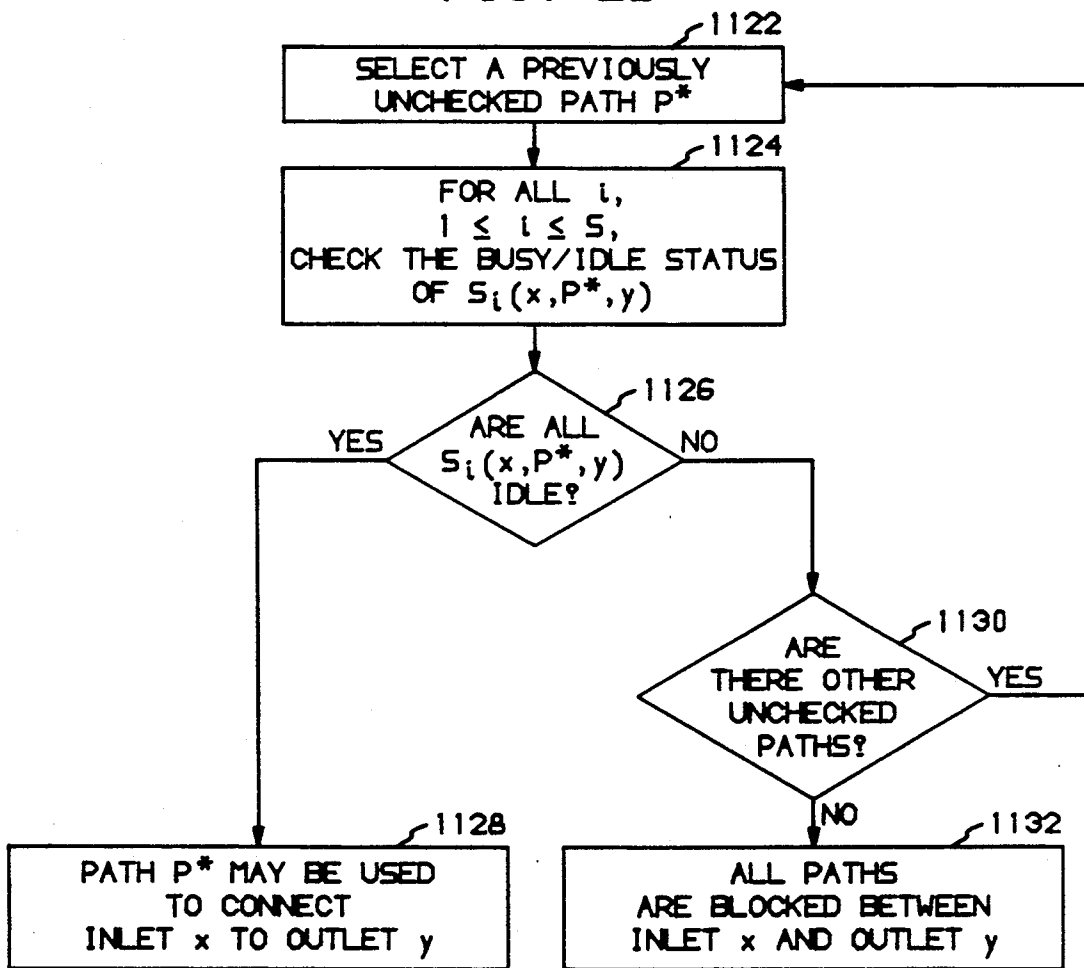 1122
SELECT A PREVIOUSLY
UNCHECKED PATH P*
1124
FOR ALL i,
1 ≤ i ≤ S,
CHECK THE BUSY/IDLE STATUS
OF Sᵢ(x,P*,y)
1126
YES
ARE ALL
Sᵢ(x,P*,y)
IDLE?
NO
1130
ARE
THERE OTHER
UNCHECKED
PATHS?
YES
NO
1128
PATH P* MAY BE USED
TO CONNECT
INLET x TO OUTLET y
1132
ALL PATHS
ARE BLOCKED BETWEEN
INLET x AND OUTLET y